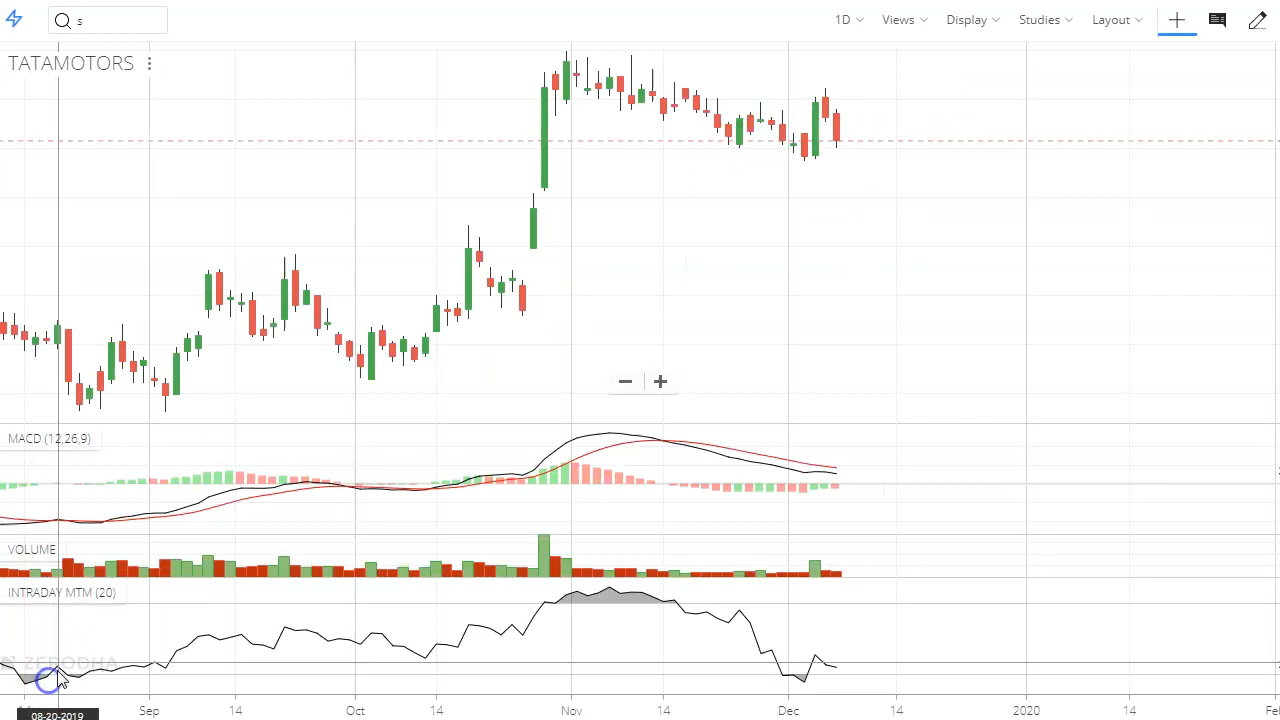 s
1D Views Display Studies Layout
TATAMOTORS
MACD (12,26,9)
VOLUME
INTRADAY MTM (20)
ZERODHA
Sep 14 Oct 14 Nov 14 Dec 14 2020 14
08-20-2019